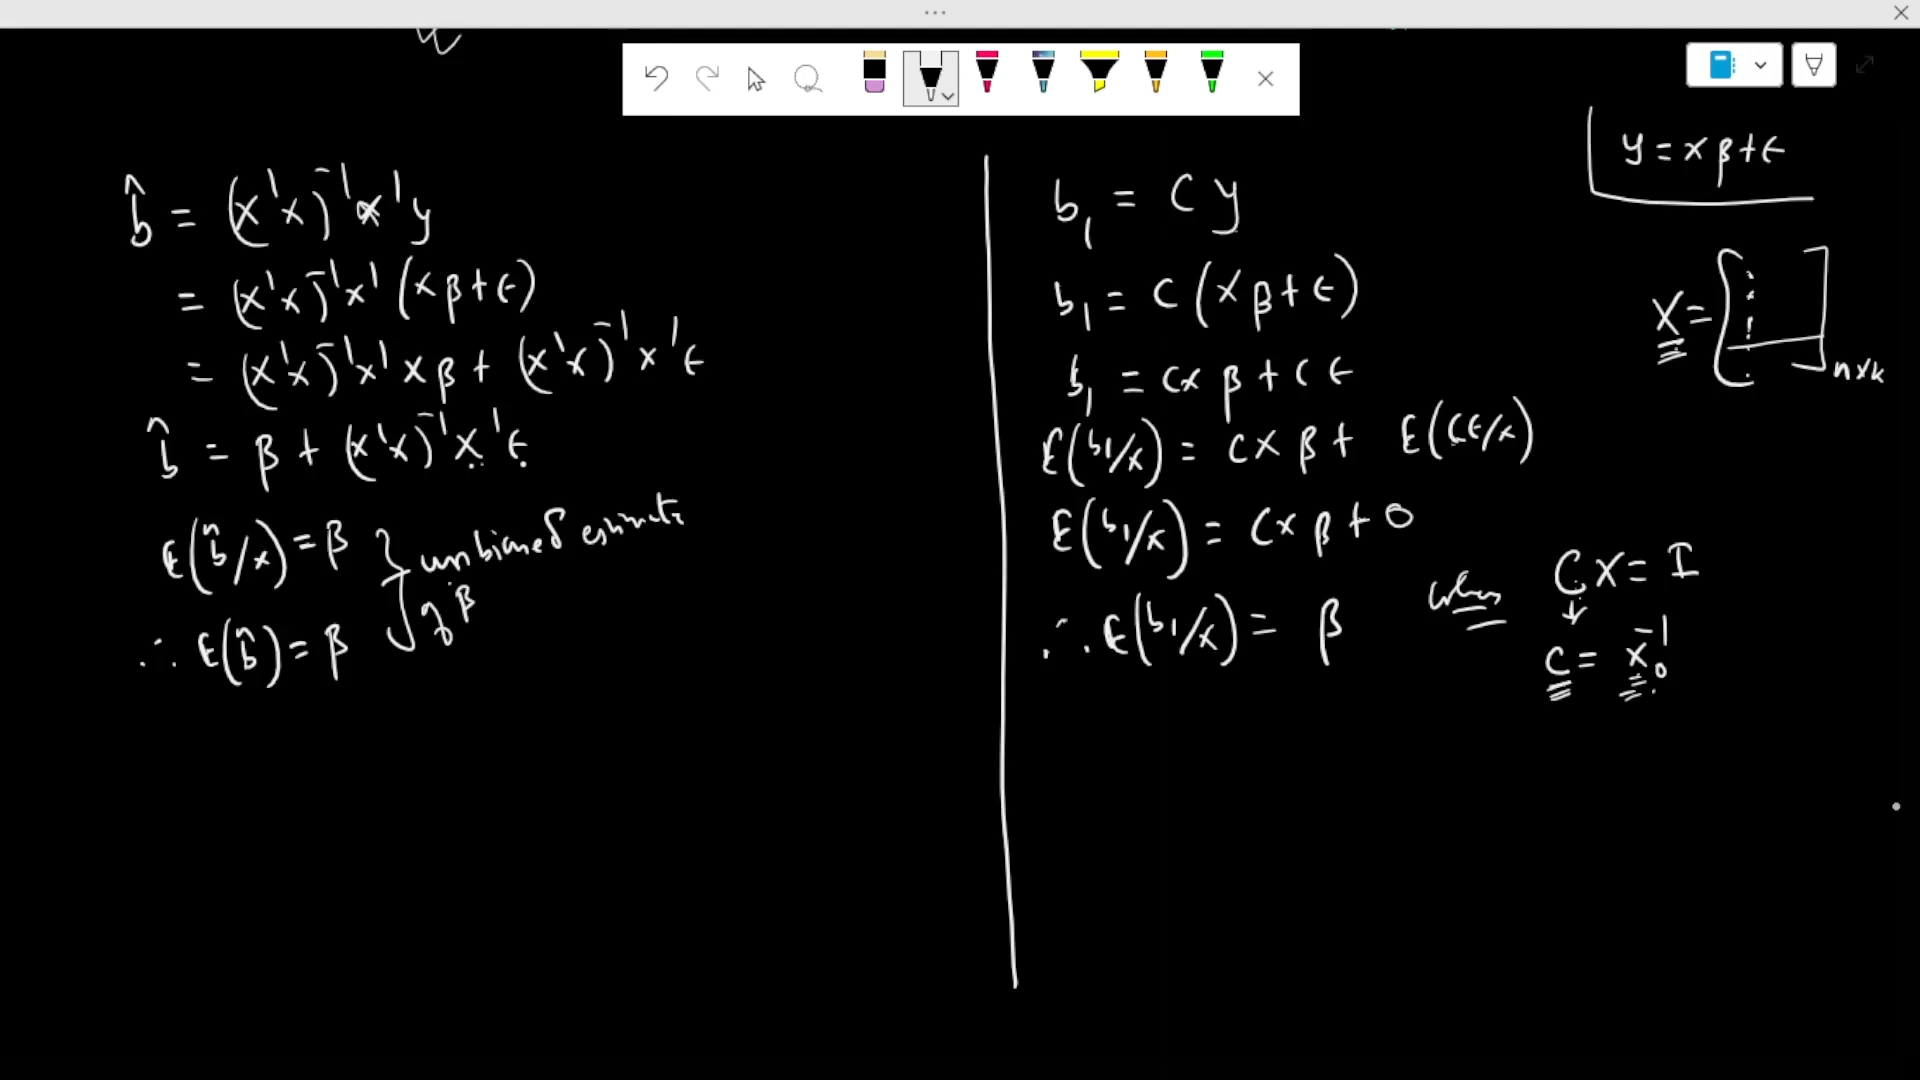 b̂ = (x'x)⁻¹x'y
= (x'x)⁻¹x' (xβ+ϵ)
= (x'x)⁻¹x' xβ + (x'x)⁻¹x'ϵ
b̂ = β + (x'x)⁻¹x'ϵ
E(b̂/x) = β } unbiased estimate
∴ E(b̂) = β of β
b₁ = Cy
b₁ = C(xβ+ϵ)
b₁ = Cxβ + Cϵ
E(b₁/x) = Cxβ + E(Cϵ/x)
E(b₁/x) = Cxβ + 0
∴ E(b₁/x) = β when CX = I
C = x⁻¹
y = xβ+ϵ
X = [ ] n×k